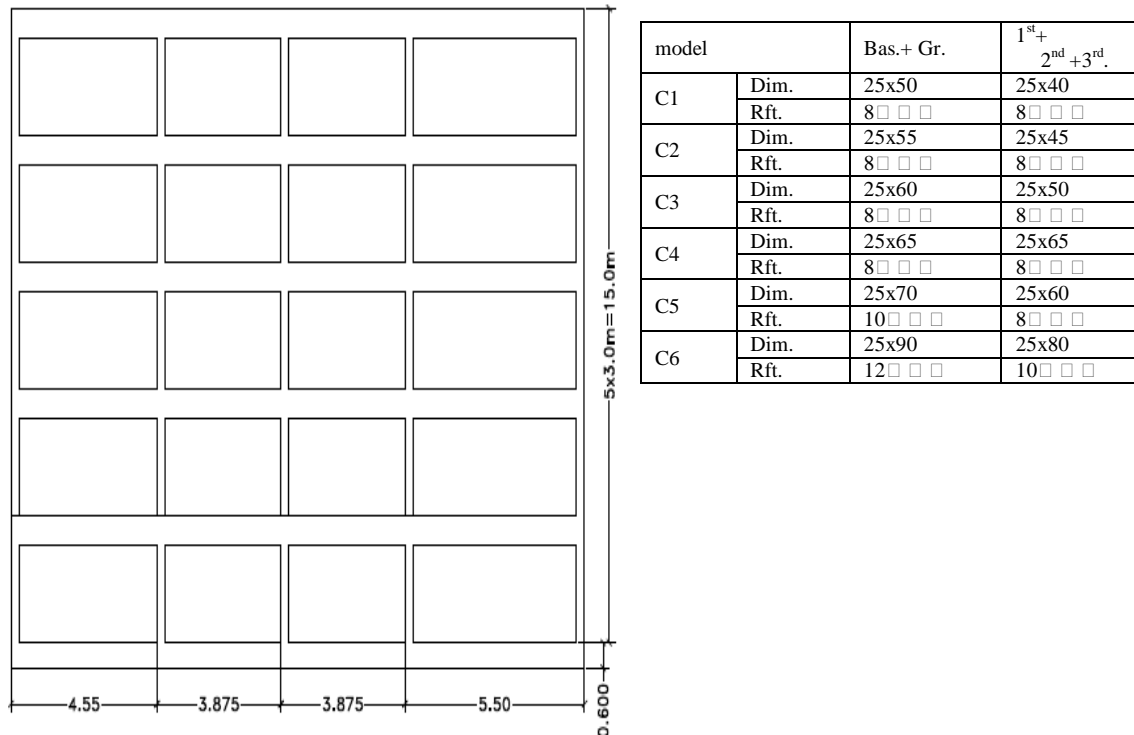 model Bas.+ Gr. 1st+ 2nd +3rd.
C1 Dim. 25x50 25x40
Rft. 8□ □ □ 8□ □ □
C2 Dim. 25x55 25x45
Rft. 8□ □ □ 8□ □ □
C3 Dim. 25x60 25x50
Rft. 8□ □ □ 8□ □ □
C4 Dim. 25x65 25x65
Rft. 8□ □ □ 8□ □ □
C5 Dim. 25x70 25x60
Rft. 10□ □ □ 8□ □ □
C6 Dim. 25x90 25x80
Rft. 12□ □ □ 10□ □ □
5x3.0m=15.0m
0.600
4.55 3.875 3.875 5.50